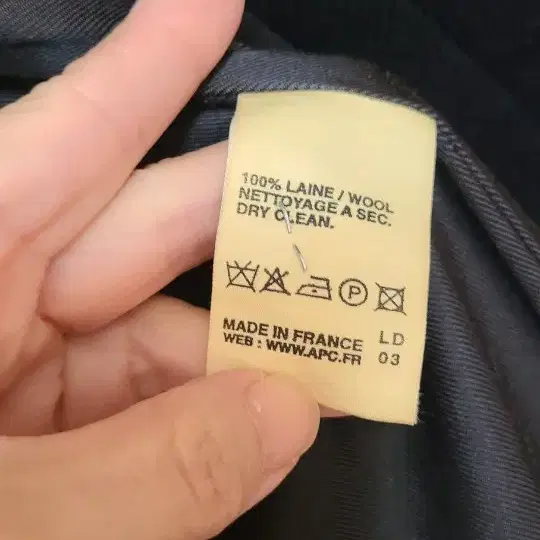 100% LAINE / WOOL
NETTOYAGE A SEC.
DRY CLEAN.
P
MADE IN FRANCE LD
WEB : WWW.APC.FR 03